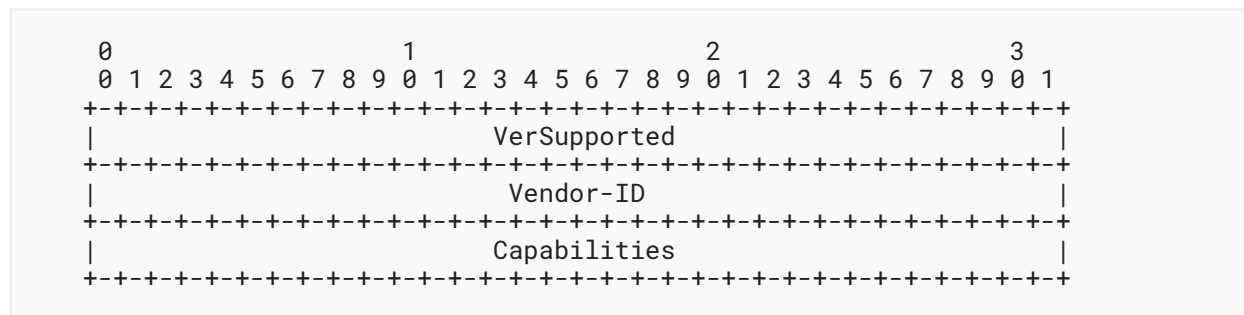 0                   1                   2                   3
0 1 2 3 4 5 6 7 8 9 0 1 2 3 4 5 6 7 8 9 0 1 2 3 4 5 6 7 8 9 0 1
+-+-+-+-+-+-+-+-+-+-+-+-+-+-+-+-+-+-+-+-+-+-+-+-+-+-+-+-+-+-+-+-+
|                          VerSupported                         |
+-+-+-+-+-+-+-+-+-+-+-+-+-+-+-+-+-+-+-+-+-+-+-+-+-+-+-+-+-+-+-+-+
|                           Vendor-ID                           |
+-+-+-+-+-+-+-+-+-+-+-+-+-+-+-+-+-+-+-+-+-+-+-+-+-+-+-+-+-+-+-+-+
|                          Capabilities                         |
+-+-+-+-+-+-+-+-+-+-+-+-+-+-+-+-+-+-+-+-+-+-+-+-+-+-+-+-+-+-+-+-+